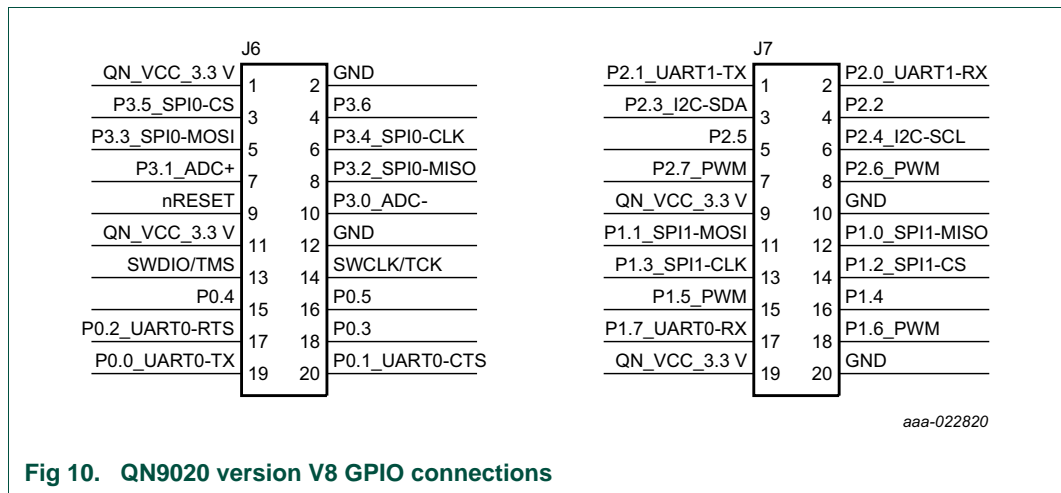 J6 J7
QN_VCC_3.3 V 1 2 GND P2.1_UART1-TX 1 2 P2.0_UART1-RX
P3.5_SPI0-CS 3 4 P3.6 P2.3_I2C-SDA 3 4 P2.2
P3.3_SPI0-MOSI 5 6 P3.4_SPI0-CLK P2.5 5 6 P2.4_I2C-SCL
P3.1_ADC+ 7 8 P3.2_SPI0-MISO P2.7_PWM 7 8 P2.6_PWM
nRESET 9 10 P3.0_ADC- QN_VCC_3.3 V 9 10 GND
QN_VCC_3.3 V 11 12 GND P1.1_SPI1-MOSI 11 12 P1.0_SPI1-MISO
SWDIO/TMS 13 14 SWCLK/TCK P1.3_SPI1-CLK 13 14 P1.2_SPI1-CS
P0.4 15 16 P0.5 P1.5_PWM 15 16 P1.4
P0.2_UART0-RTS 17 18 P0.3 P1.7_UART0-RX 17 18 P1.6_PWM
P0.0_UART0-TX 19 20 P0.1_UART0-CTS QN_VCC_3.3 V 19 20 GND
aaa-022820
Fig 10. QN9020 version V8 GPIO connections